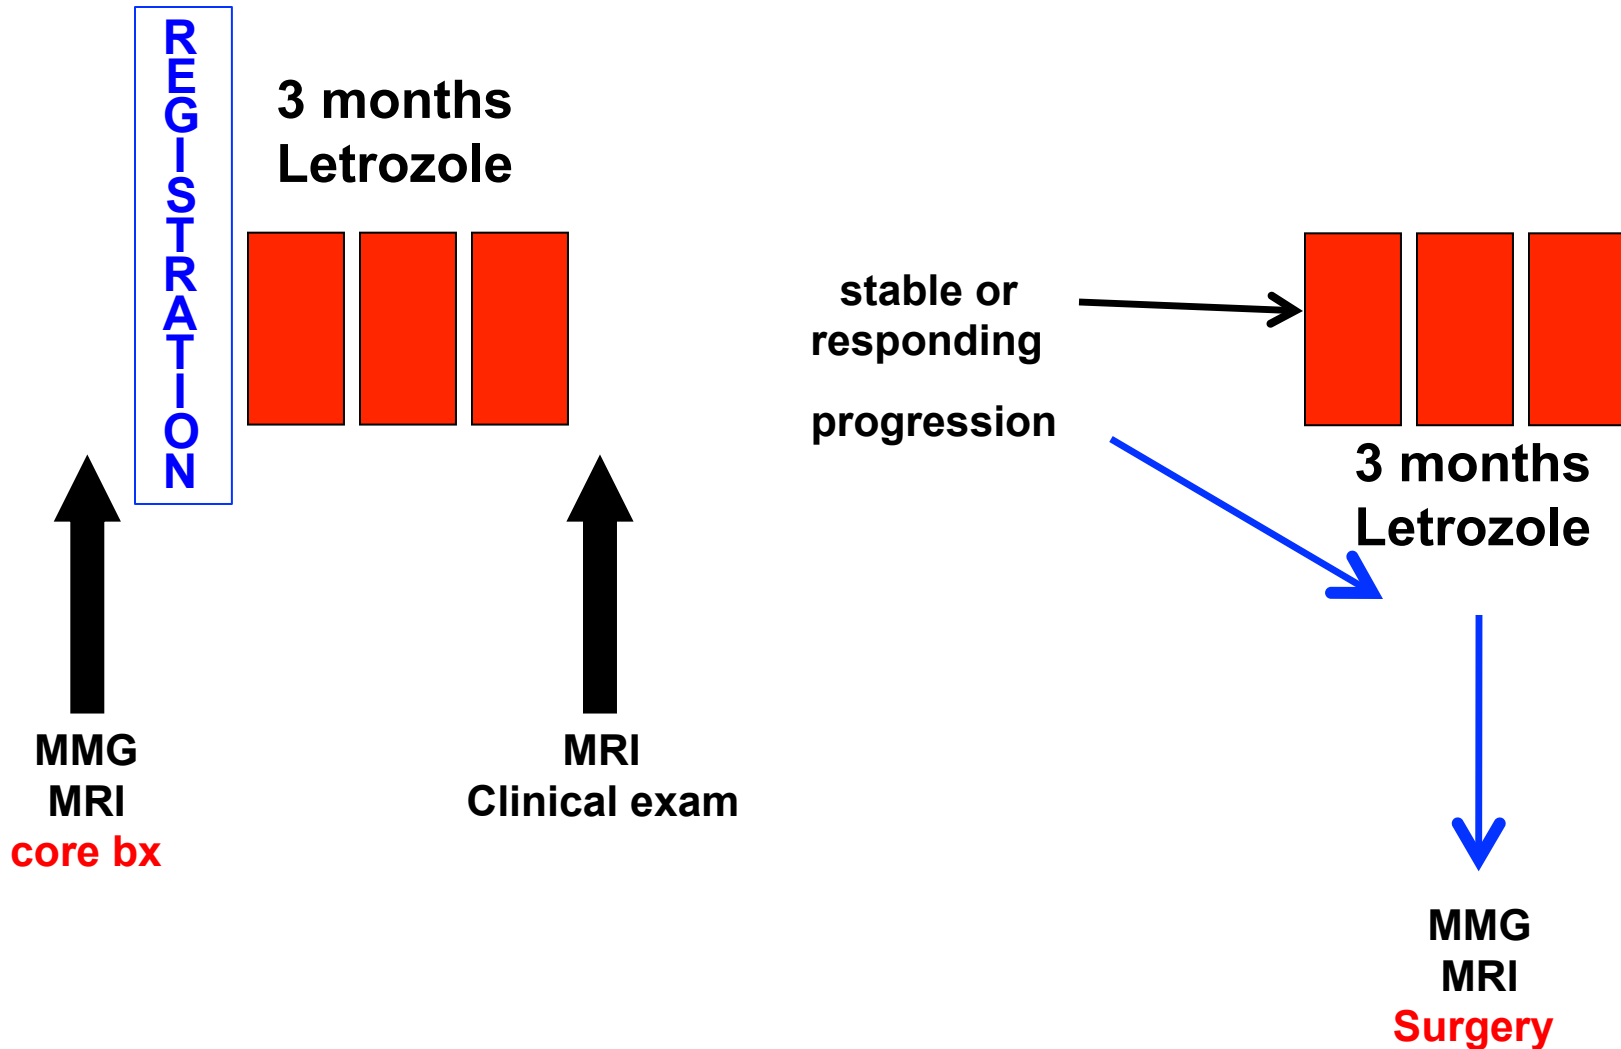 REGISTRATION
3 months
Letrozole
MMG
MRI
core bx
MRI
Clinical exam
stable or
responding
progression
3 months
Letrozole
MMG
MRI
Surgery